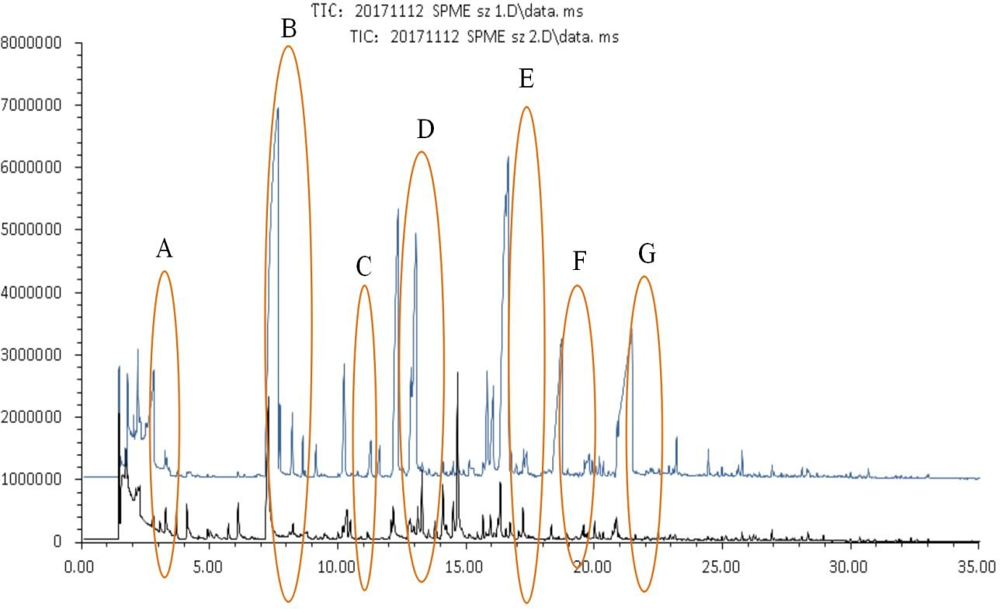 TIC: 20171112 SPME sz 1.D\data. ms
TIC: 20171112 SPME sz 2.D\data. ms
B
8000000
E
7000000
D
6000000
5000000
A
G
F
C
4000000
3000000
2000000
1000000
0
0.00 5.00 10.00 15.00 20.00 25.00 30.00 35.00